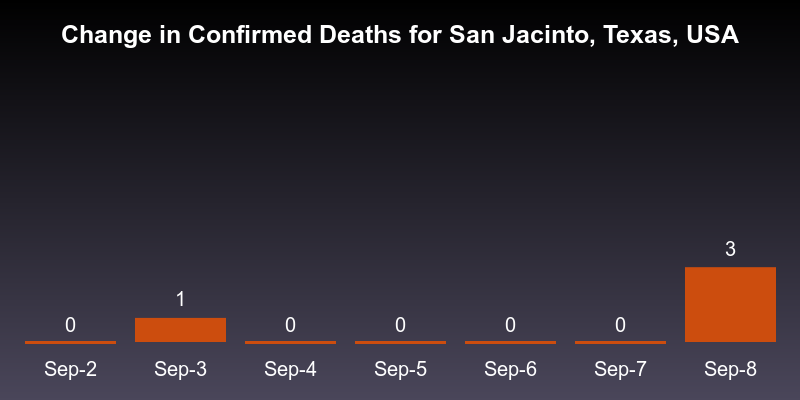 Change in Confirmed Deaths for San Jacinto, Texas, USA
3
1
0 0 0 0 0
Sep-2 Sep-3 Sep-4 Sep-5 Sep-6 Sep-7 Sep-8